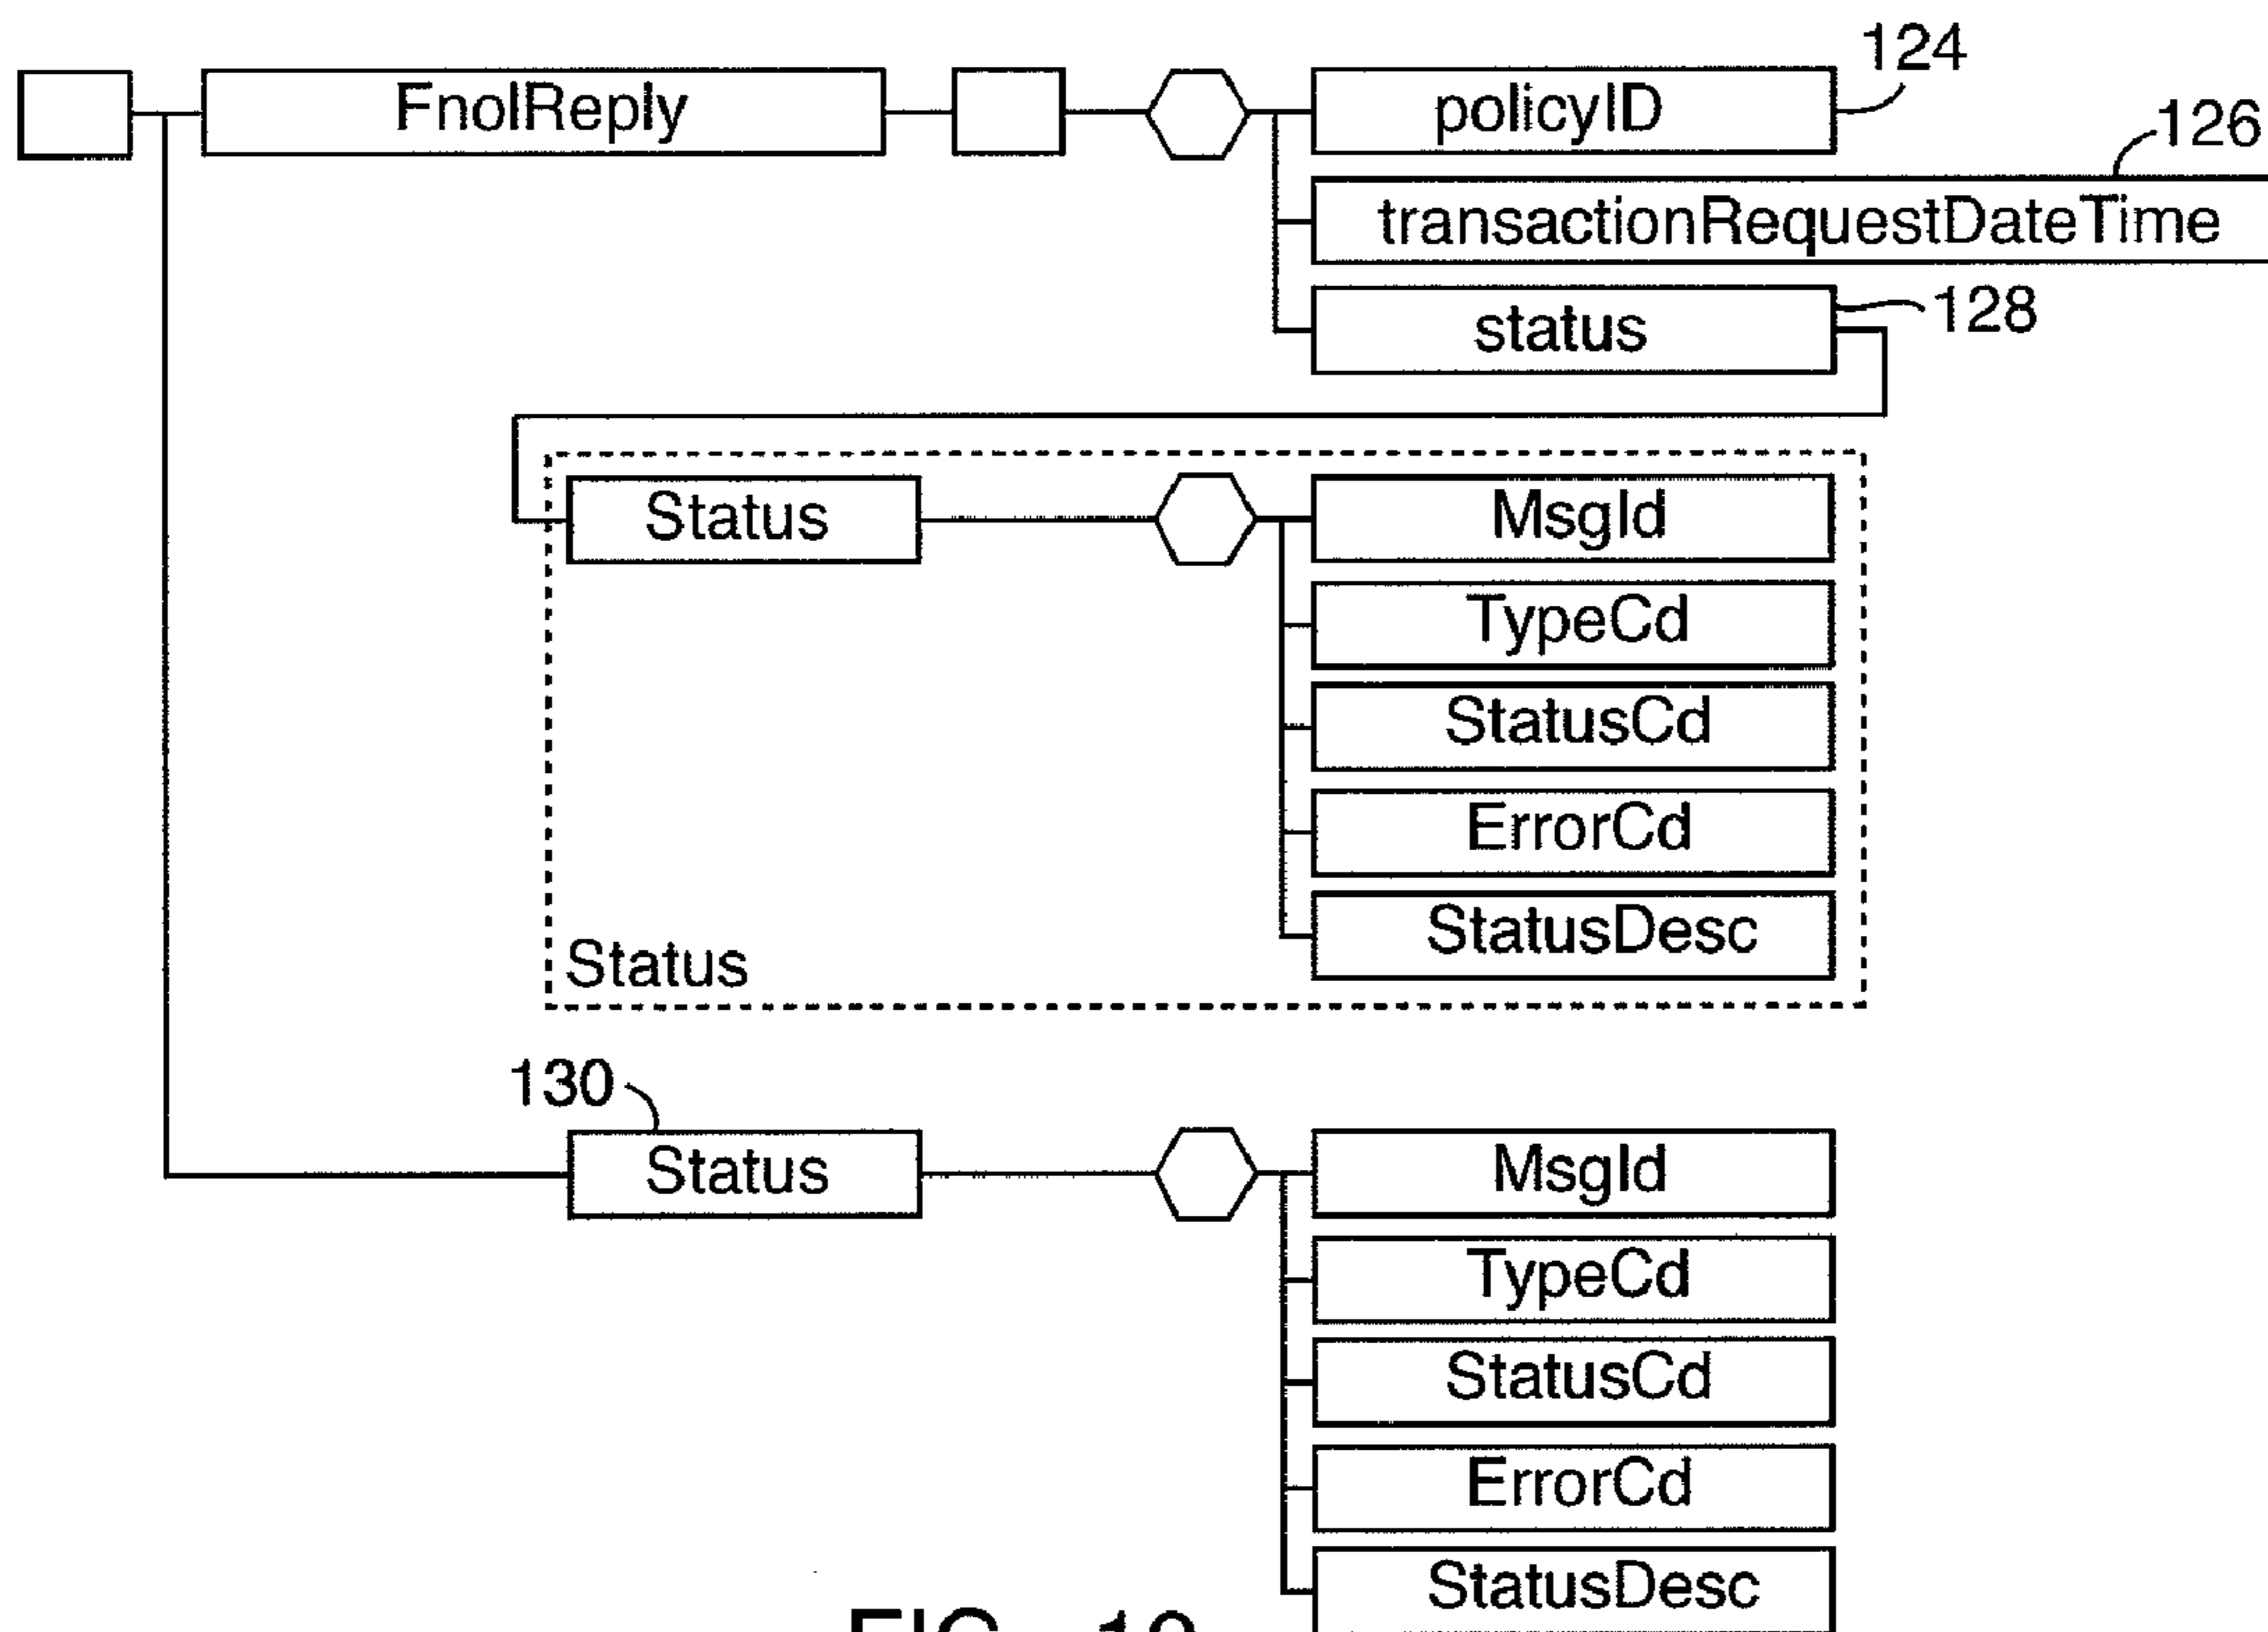 124
FnolReply policyID
126
transactionRequestDateTime
status 128
Status MsgId
TypeCd
StatusCd
ErrorCd
StatusDesc
Status
130
Status MsgId
TypeCd
StatusCd
ErrorCd
StatusDesc